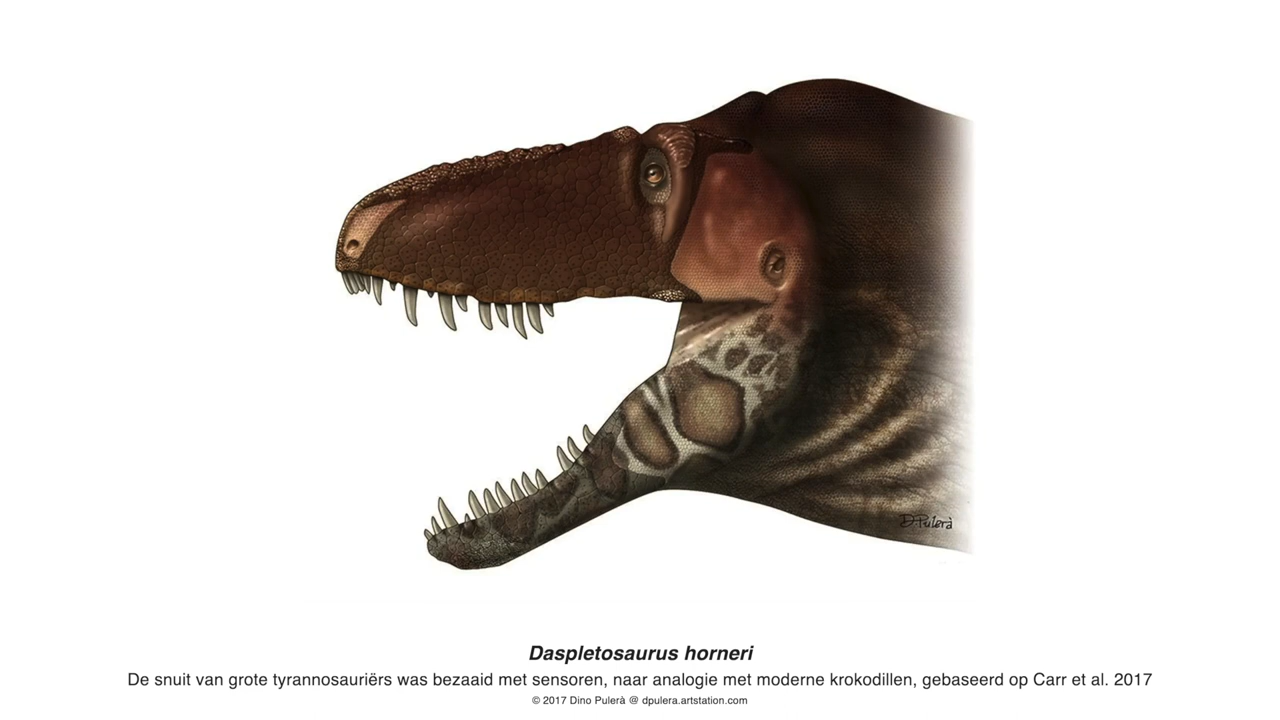 D. Pulerà
Daspletosaurus horneri
De snuit van grote tyrannosauriërs was bezaaid met sensoren, naar analogie met moderne krokodillen, gebaseerd op Carr et al. 2017
© 2017 Dino Pulerà @ dpulera.artstation.com